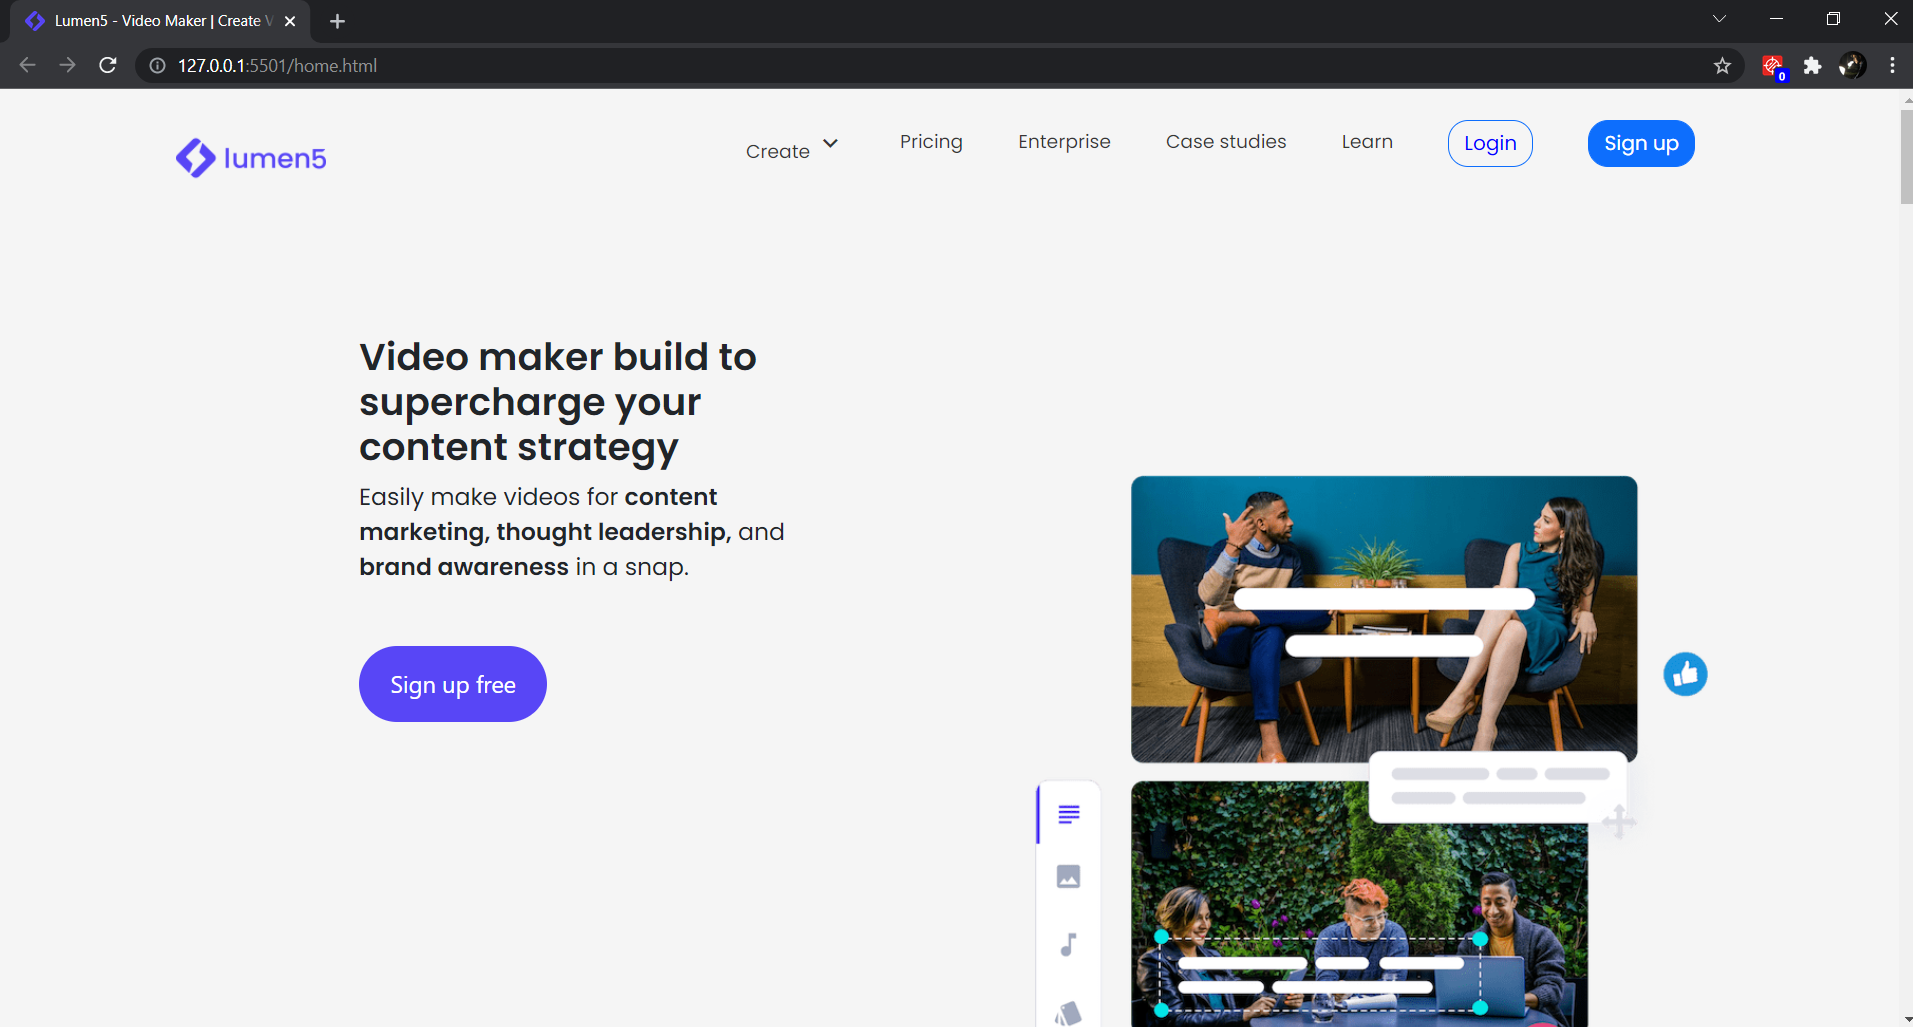 Lumen5 - Video Maker | Create V
127.0.0.1:5501/home.html
0
lumen5
Create
Pricing
Enterprise
Case studies
Learn
Login
Sign up
Video maker build to
supercharge your
content strategy
Easily make videos for content
marketing, thought leadership, and
brand awareness in a snap.
Sign up free